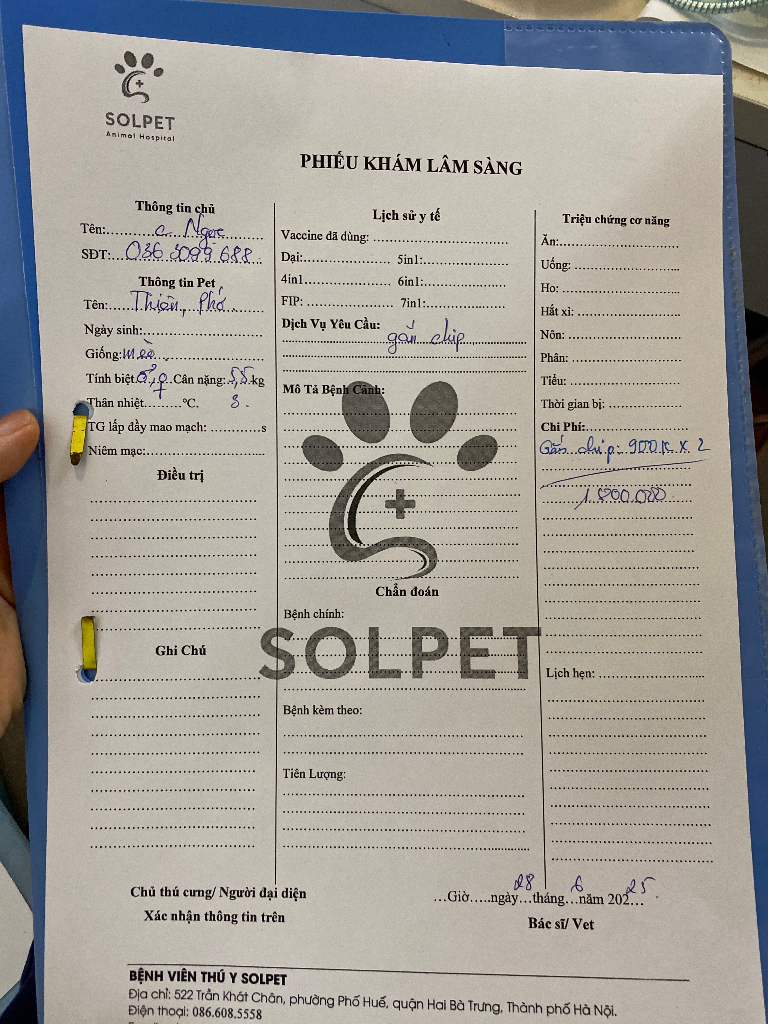 SOLPET
Animal Hospital
PHIẾU KHÁM LÂM SÀNG
Thông tin chủ
Tên: c Ngọc
SĐT: 036 3099 688
Thông tin Pet
Tên: Thiên, Phố
Ngày sinh:
Giống: mèo
Tính biệt ♂, ♀ Cân nặng: 5,5 kg
Thân nhiệt.........°C. 3.
TG lấp đầy mao mạch: ............s
Niêm mạc:
Điều trị
Ghi Chú
Lịch sử y tế
Vaccine đã dùng:
Dại: 5in1:
4in1 6in1:
FIP: 7in1:
Dịch Vụ Yêu Cầu:
gắn chip
Mô Tả Bệnh Cảnh:
Chẩn đoán
Bệnh chính:
SOLPET
Bệnh kèm theo:
Tiên Lượng:
Triệu chứng cơ năng
Ăn:
Uống:
Ho:
Hắt xì:
Nôn:
Phân:
Tiểu:
Thời gian bị:
Chi Phí:
Gắn chip: 900K x 2
1.800.000
Lịch hẹn:
Chủ thú cưng/ Người đại diện
Xác nhận thông tin trên
...Giờ.....ngày 28 tháng 6 năm 2025
Bác sĩ/ Vet
BỆNH VIỆN THÚ Y SOLPET
Địa chỉ: 522 Trần Khát Chân, phường Phố Huế, quận Hai Bà Trưng, Thành phố Hà Nội.
Điện thoại: 086.608.5558